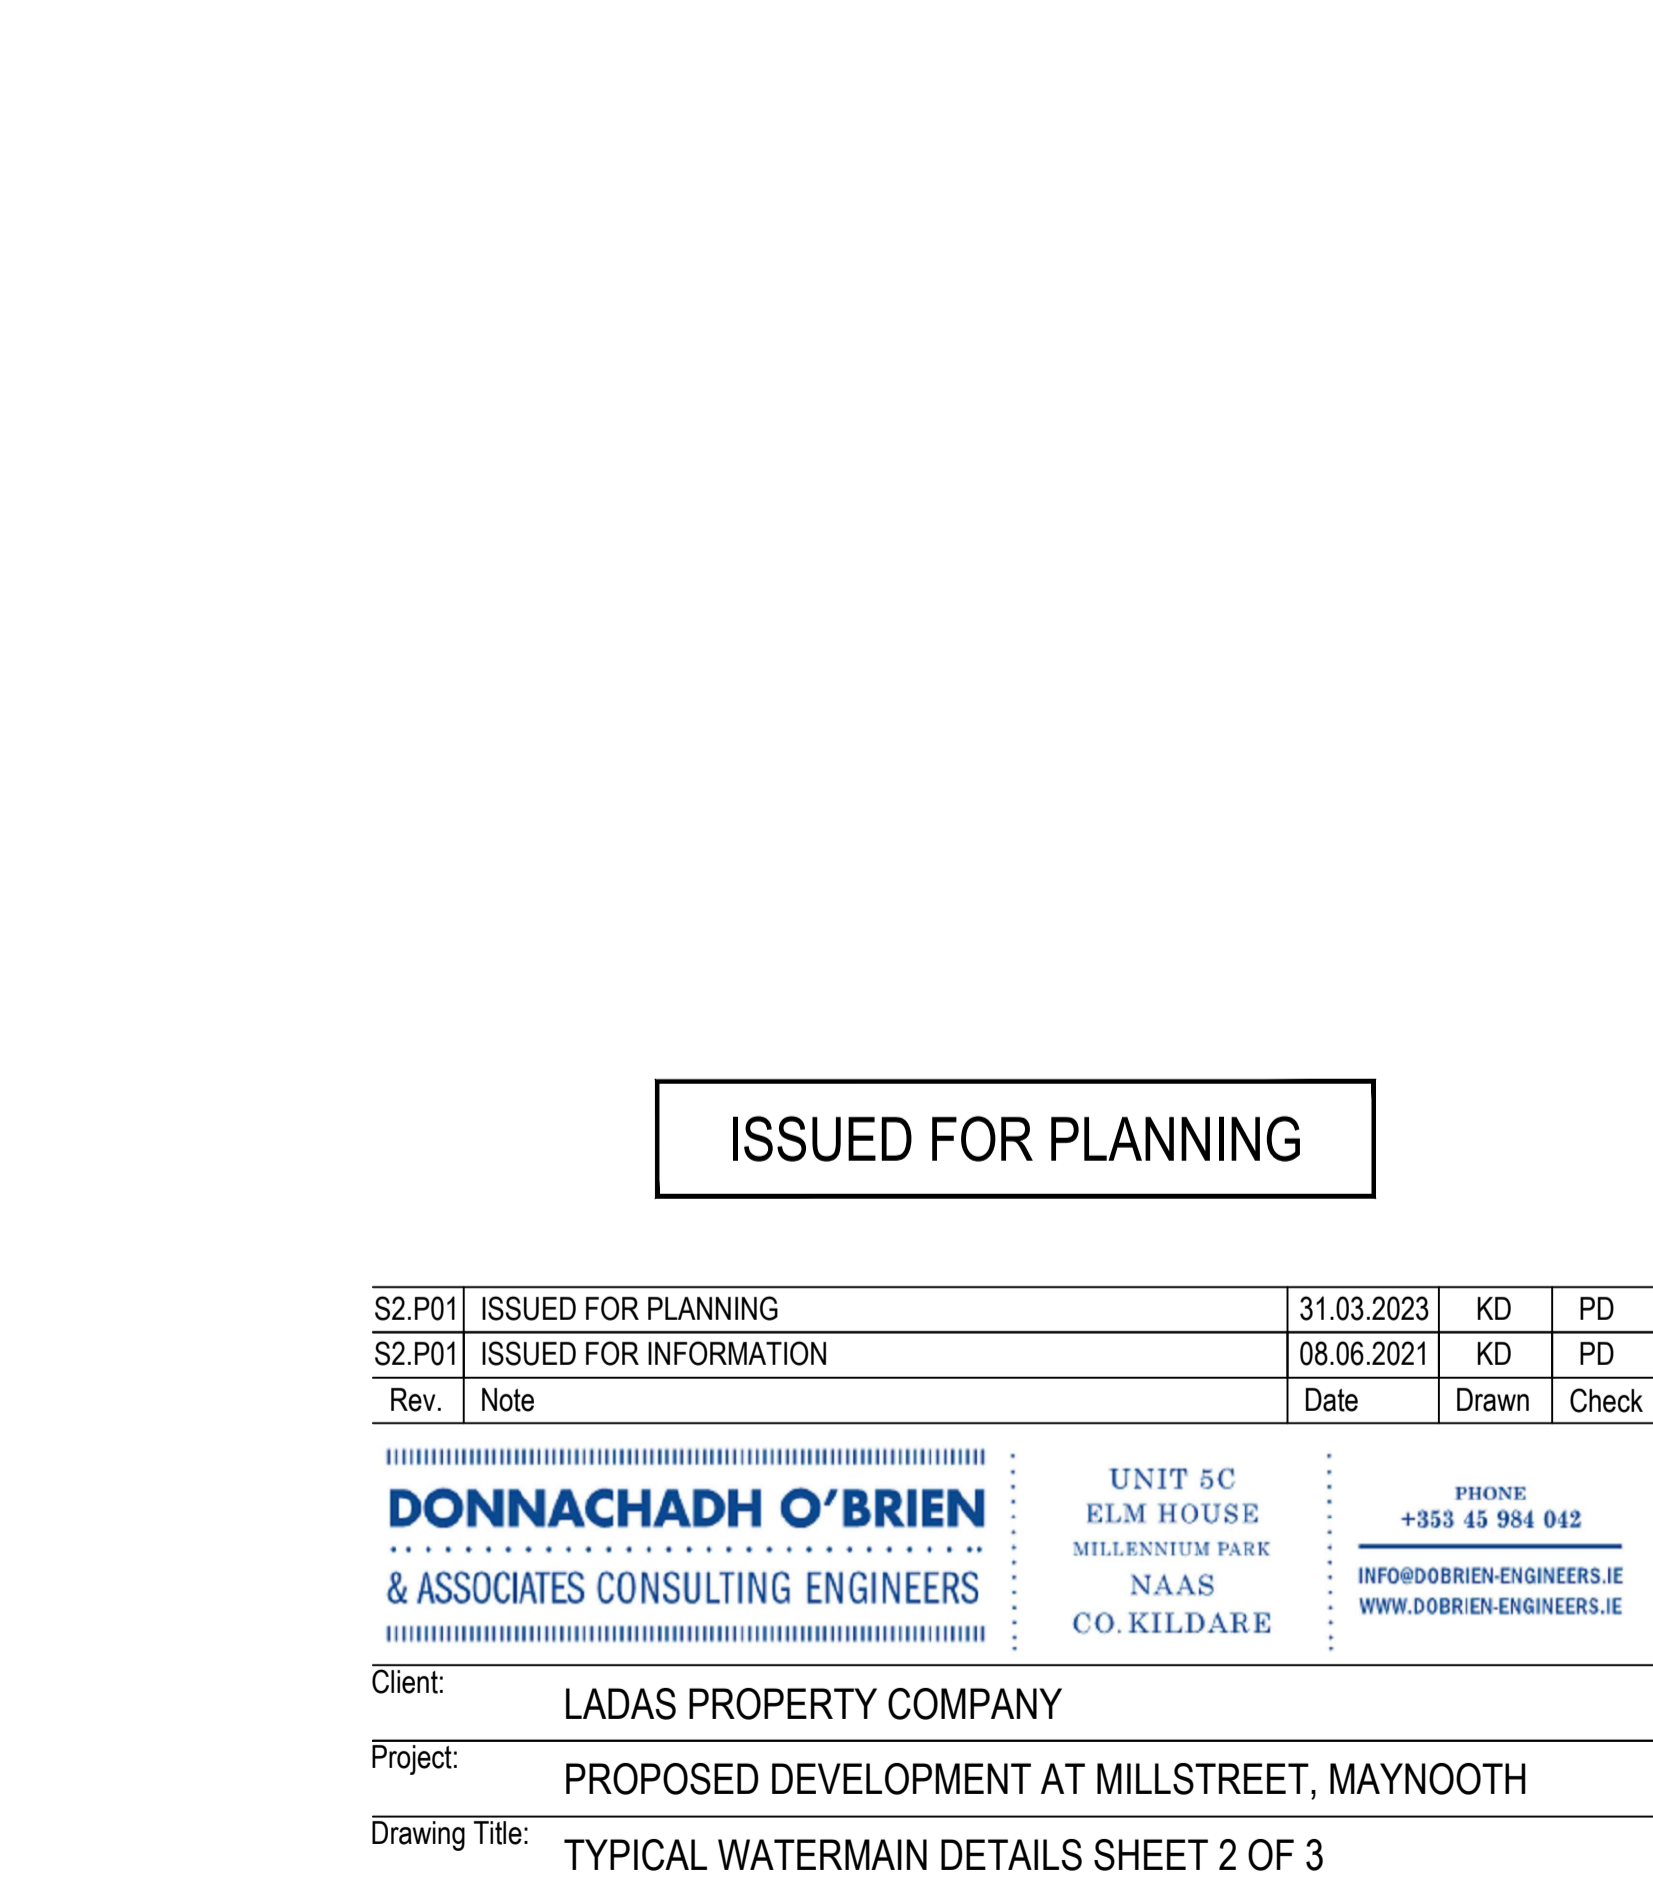 ISSUED FOR PLANNING
S2.P01 ISSUED FOR PLANNING 31.03.2023 KD PD
S2.P01 ISSUED FOR INFORMATION 08.06.2021 KD PD
Rev. Note Date Drawn Check
DONNACHADH O’BRIEN
& ASSOCIATES CONSULTING ENGINEERS
UNIT 5C
ELM HOUSE
MILLENNIUM PARK
NAAS
CO. KILDARE
PHONE
+353 45 984 042
INFO@DOBRIEN-ENGINEERS.IE
WWW.DOBRIEN-ENGINEERS.IE
Client: LADAS PROPERTY COMPANY
Project: PROPOSED DEVELOPMENT AT MILLSTREET, MAYNOOTH
Drawing Title: TYPICAL WATERMAIN DETAILS SHEET 2 OF 3